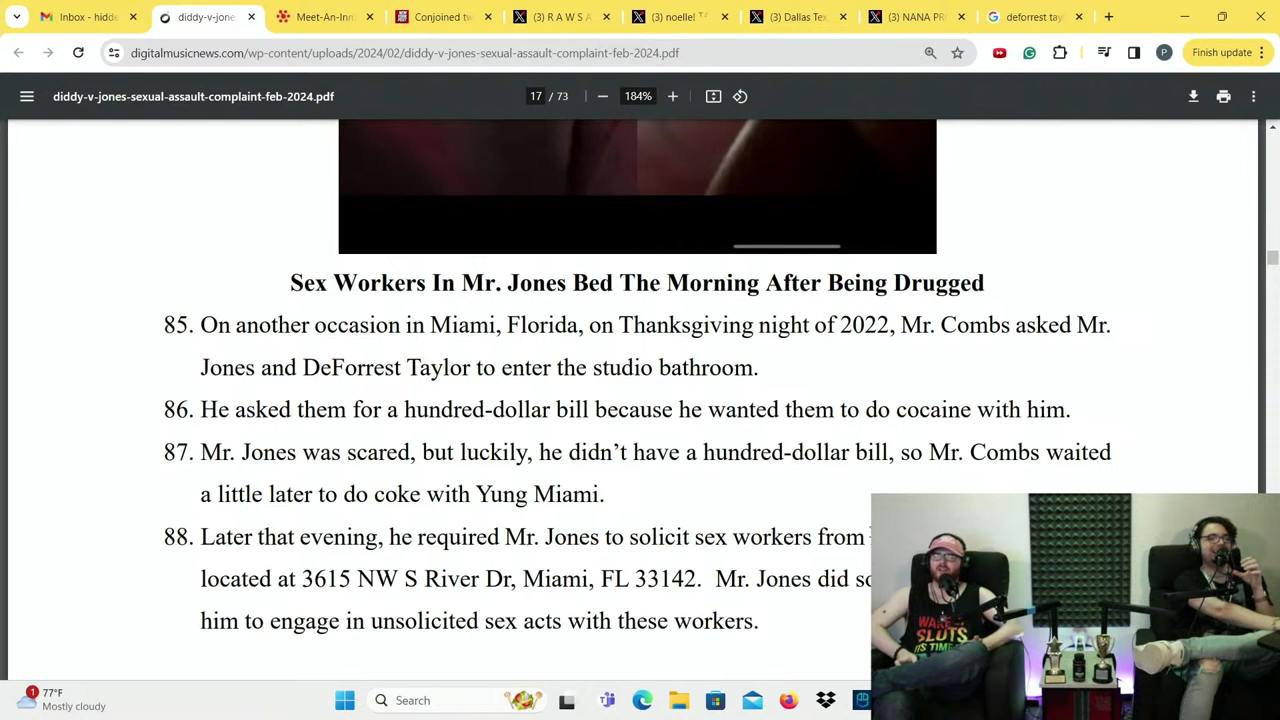 Inbox - hidde
diddy-v-jone
Meet-An-Inm
Conjoined tw
(3) R A W S A
(3) noelle!
(3) Dallas Tex
(3) NANA PR
deforrest tay
digitalmusicnews.com/wp-content/uploads/2024/02/diddy-v-jones-sexual-assault-complaint-feb-2024.pdf
P
Finish update
diddy-v-jones-sexual-assault-complaint-feb-2024.pdf
17 / 73
184%
Sex Workers In Mr. Jones Bed The Morning After Being Drugged
85. On another occasion in Miami, Florida, on Thanksgiving night of 2022, Mr. Combs asked Mr.
Jones and DeForrest Taylor to enter the studio bathroom.
86. He asked them for a hundred-dollar bill because he wanted them to do cocaine with him.
87. Mr. Jones was scared, but luckily, he didn’t have a hundred-dollar bill, so Mr. Combs waited
a little later to do coke with Yung Miami.
88. Later that evening, he required Mr. Jones to solicit sex workers from
located at 3615 NW S River Dr, Miami, FL 33142. Mr. Jones did so
him to engage in unsolicited sex acts with these workers.
SLUTS
1
77°F
Mostly cloudy
Search